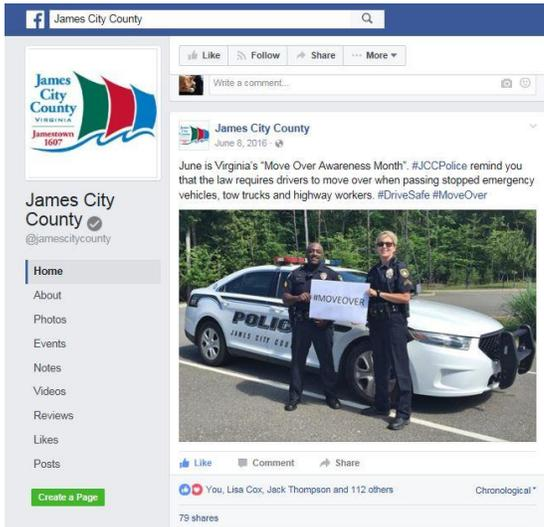 James City County
Like
Follow
Share
··· More
Write a comment...
James
City
County
VIRGINIA
Jamestown
1607
James City
County
@jamescitycounty
Home
About
Photos
Events
Notes
Videos
Reviews
Likes
Posts
Create a Page
James City County
June 8, 2016 ·
June is Virginia's "Move Over Awareness Month". #JCCPolice remind you
that the law requires drivers to move over when passing stopped emergency
vehicles, tow trucks and highway workers. #DriveSafe #MoveOver
#MOVEOVER
POLIC
JAMES CITY COU
Like
Comment
Share
You, Lisa Cox, Jack Thompson and 112 others
Chronological
79 shares